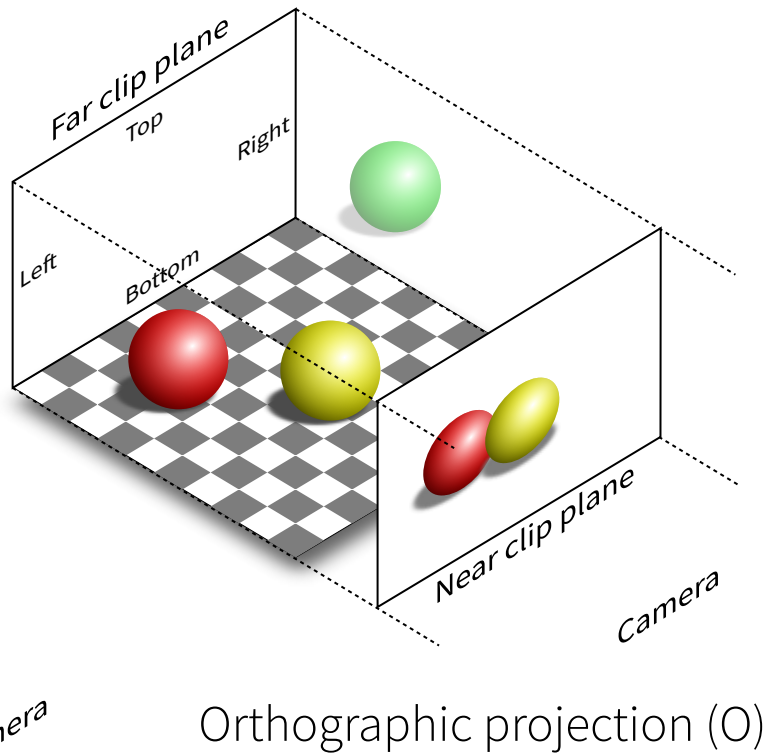 Far clip plane
Top
Right
Left
Bottom
Near clip plane
Camera
Orthographic projection (O)